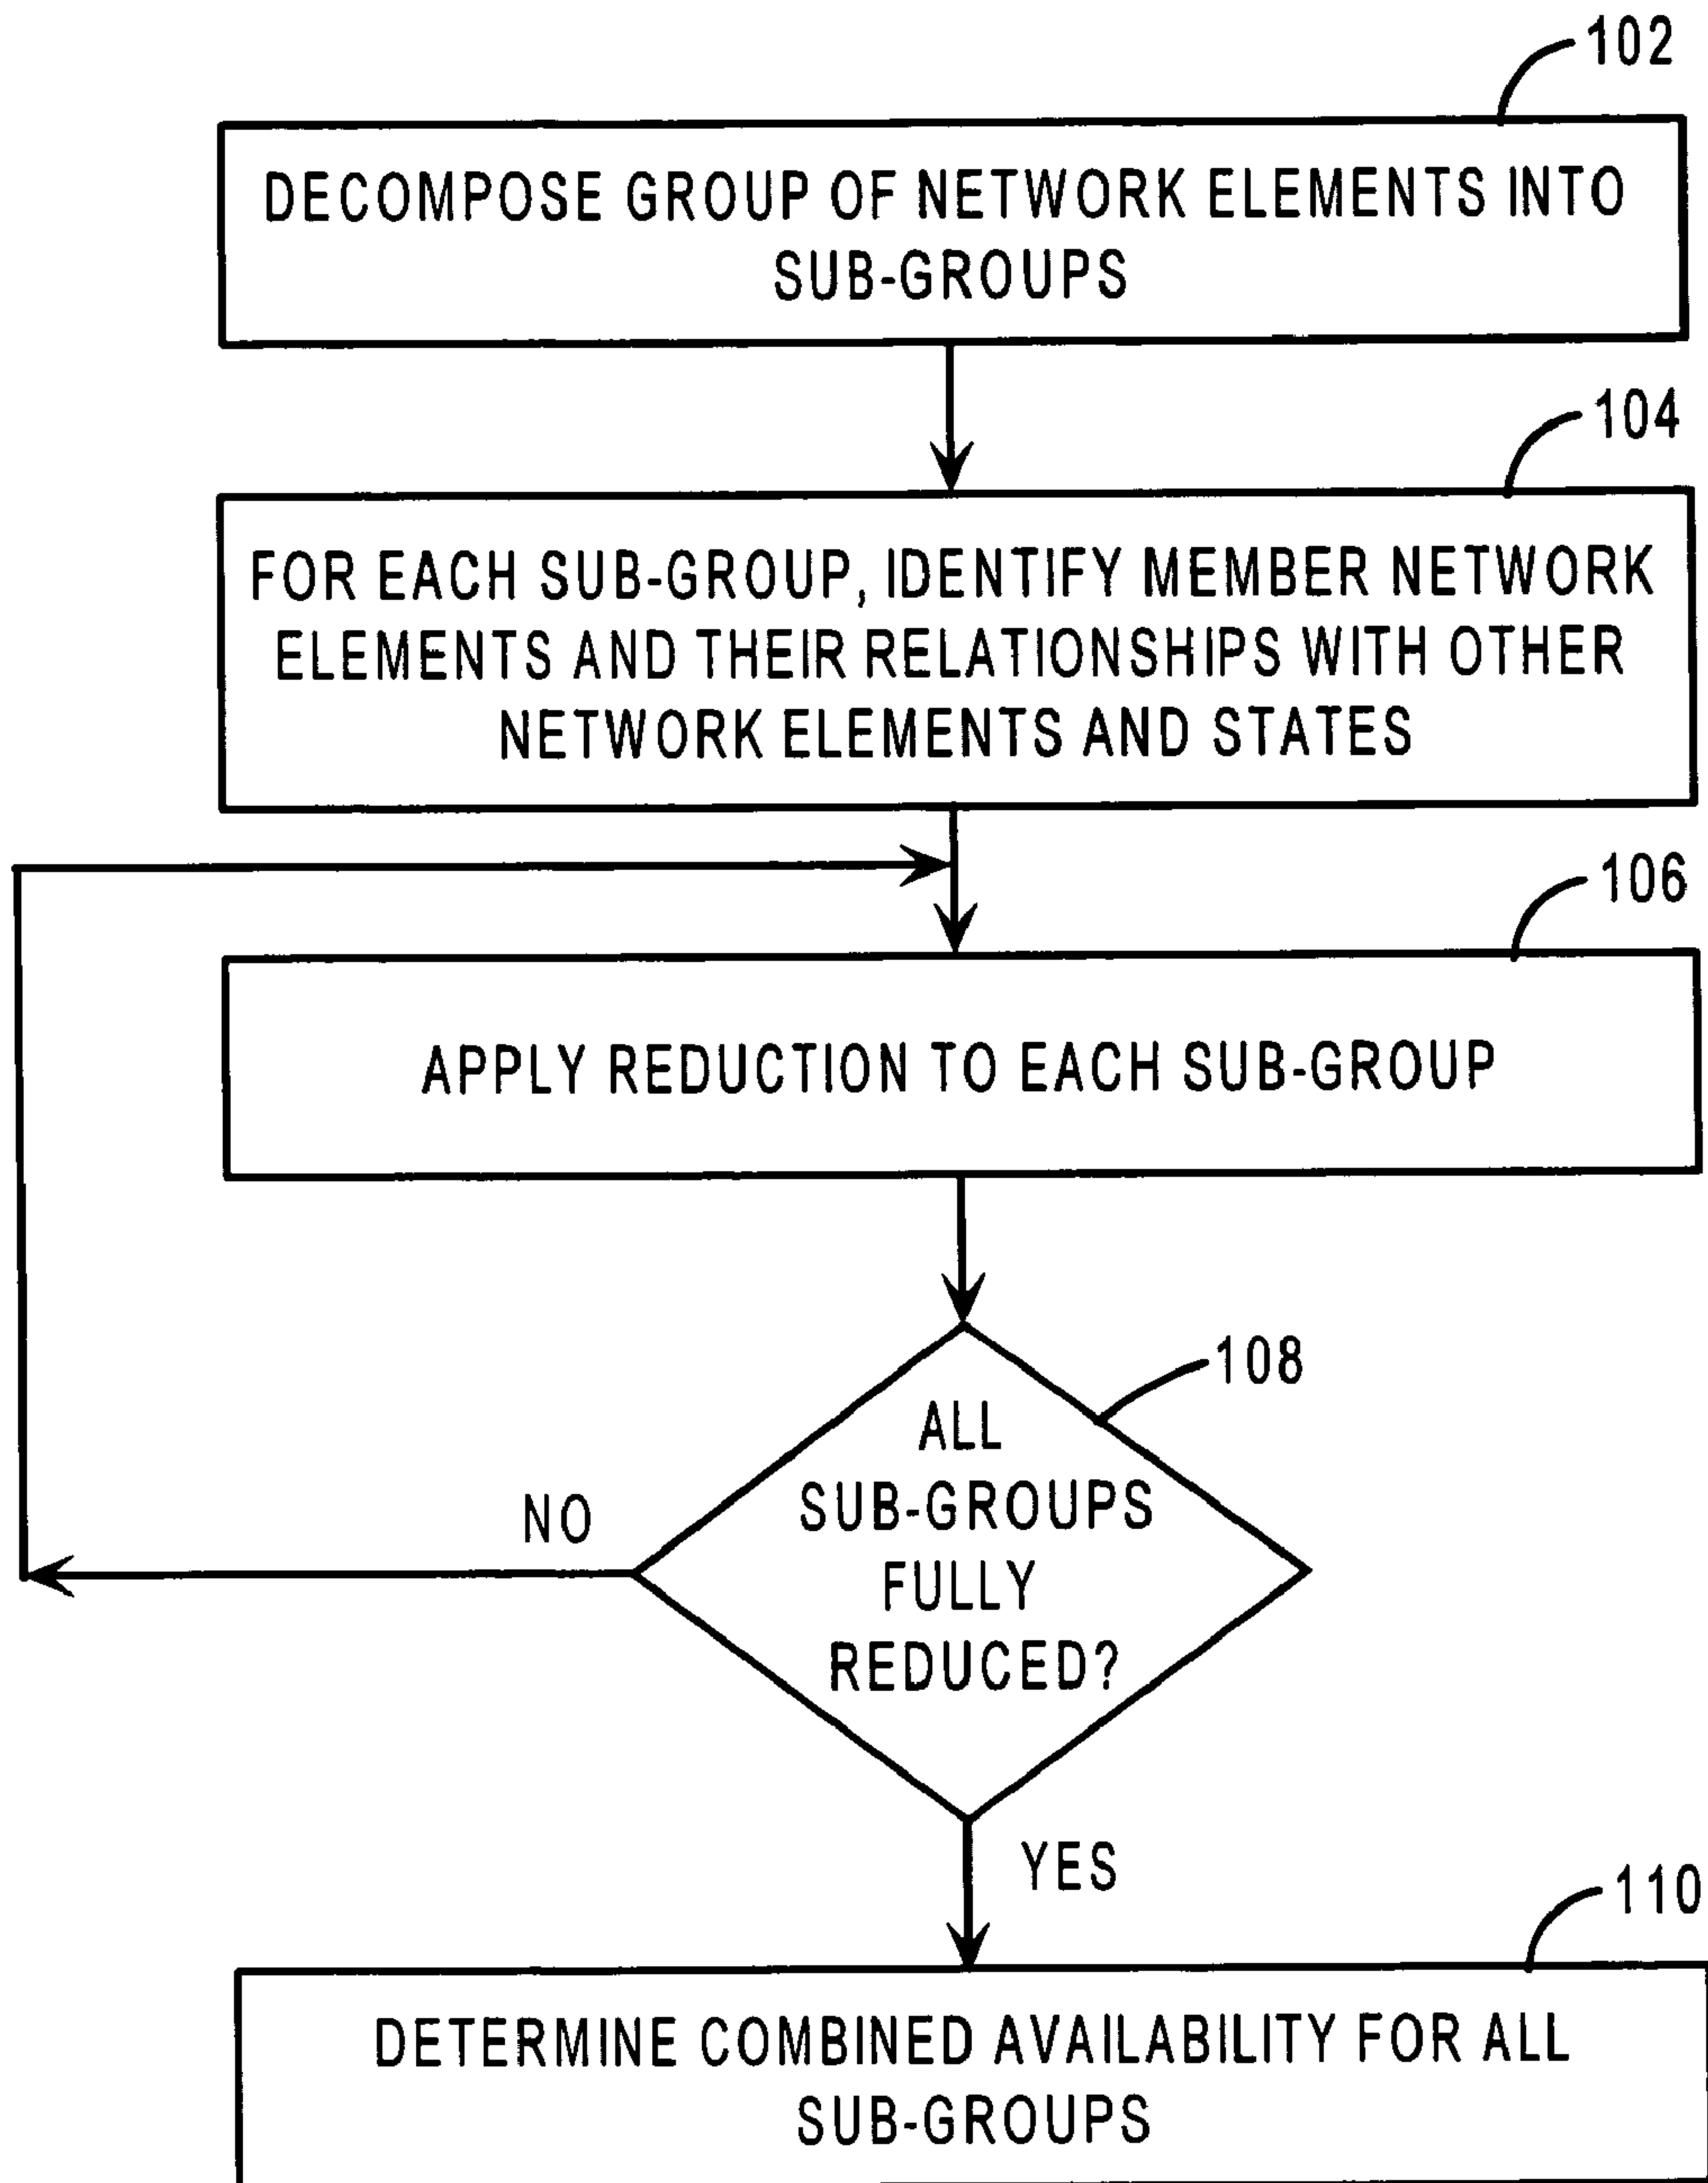 102
DECOMPOSE GROUP OF NETWORK ELEMENTS INTO
SUB-GROUPS
104
FOR EACH SUB-GROUP, IDENTIFY MEMBER NETWORK
ELEMENTS AND THEIR RELATIONSHIPS WITH OTHER
NETWORK ELEMENTS AND STATES
106
APPLY REDUCTION TO EACH SUB-GROUP
108
ALL
SUB-GROUPS
FULLY
REDUCED?
NO
YES
110
DETERMINE COMBINED AVAILABILITY FOR ALL
SUB-GROUPS